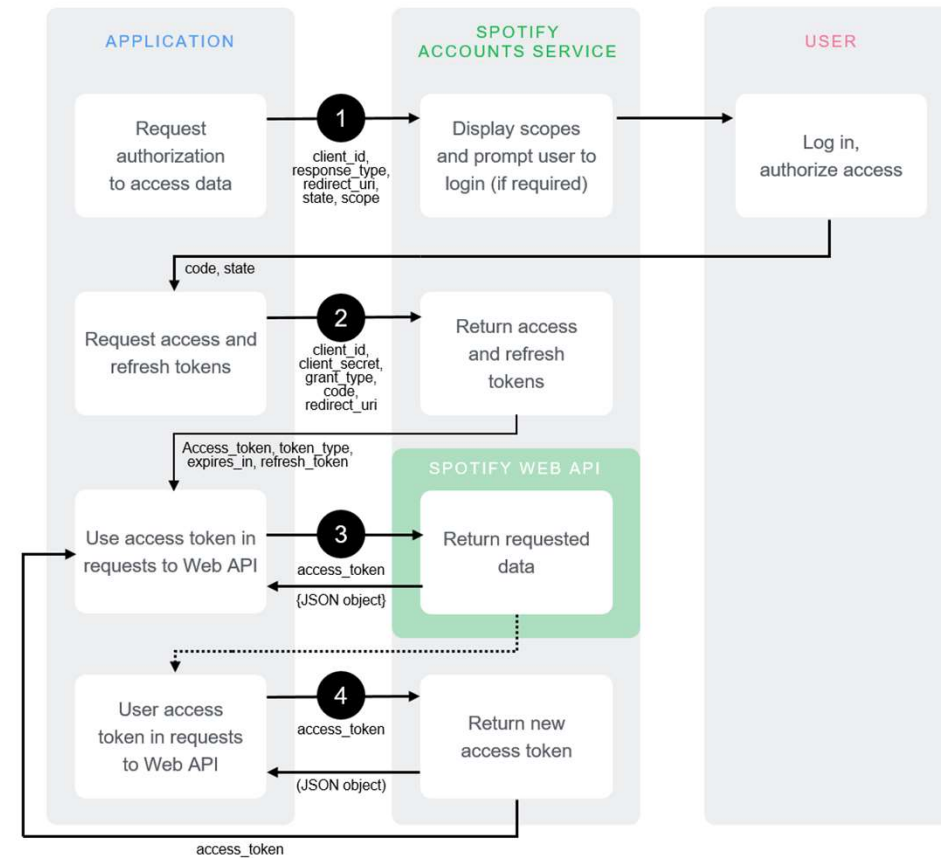 APPLICATION
SPOTIFY
ACCOUNTS SERVICE
USER
Request
authorization
to access data
1
client_id,
response_type,
redirect_uri,
state, scope
Display scopes
and prompt user to
login (if required)
Log in,
authorize access
code, state
Request access and
refresh tokens
2
client_id,
client_secret,
grant_type,
code,
redirect_uri
Return access
and refresh
tokens
Access_token, token_type,
expires_in, refresh_token
SPOTIFY WEB API
Use access token in
requests to Web API
3
access_token
{JSON object}
Return requested
data
User access
token in requests
to Web API
4
access_token
(JSON object)
Return new
access token
access_token